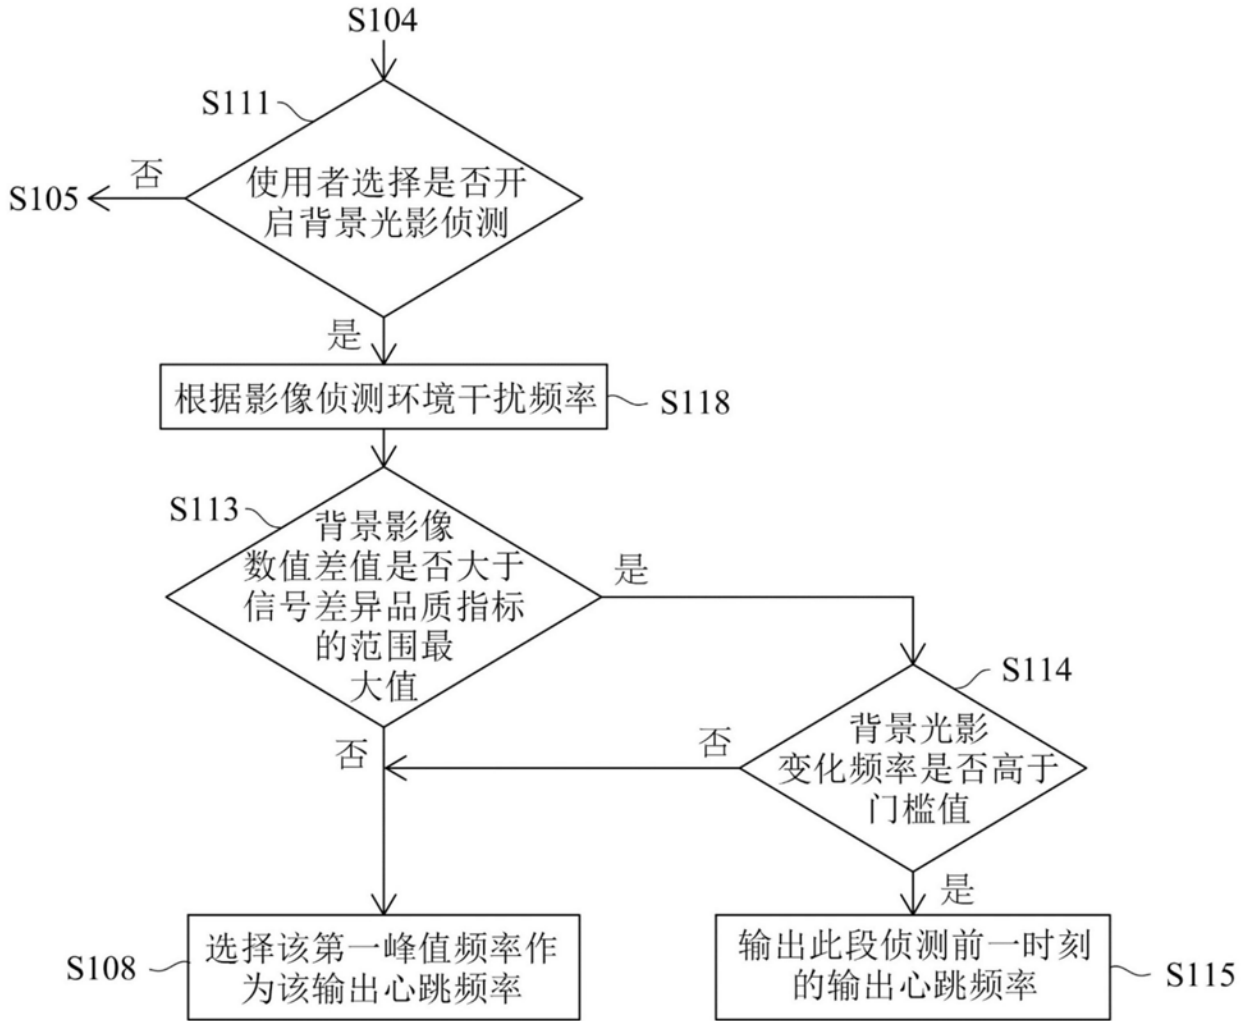 S104
S111
否
S105
使用者选择是否开
启背景光影侦测
是
根据影像侦测环境干扰频率
S118
S113
背景影像
数值差值是否大于
信号差异品质指标
的范围最
大值
是
S114
背景光影
变化频率是否高于
门槛值
否
否
是
选择该第一峰值频率作
为该输出心跳频率
S108
输出此段侦测前一时刻
的输出心跳频率
S115